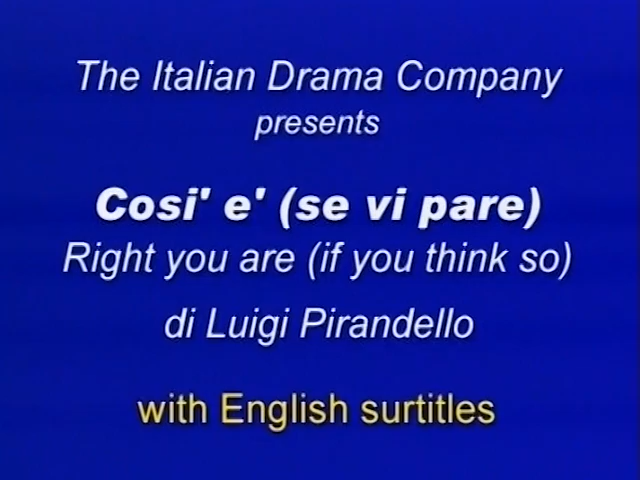 The Italian Drama Company
presents
Cosi' e' (se vi pare)
Right you are (if you think so)
di Luigi Pirandello
with English surtitles